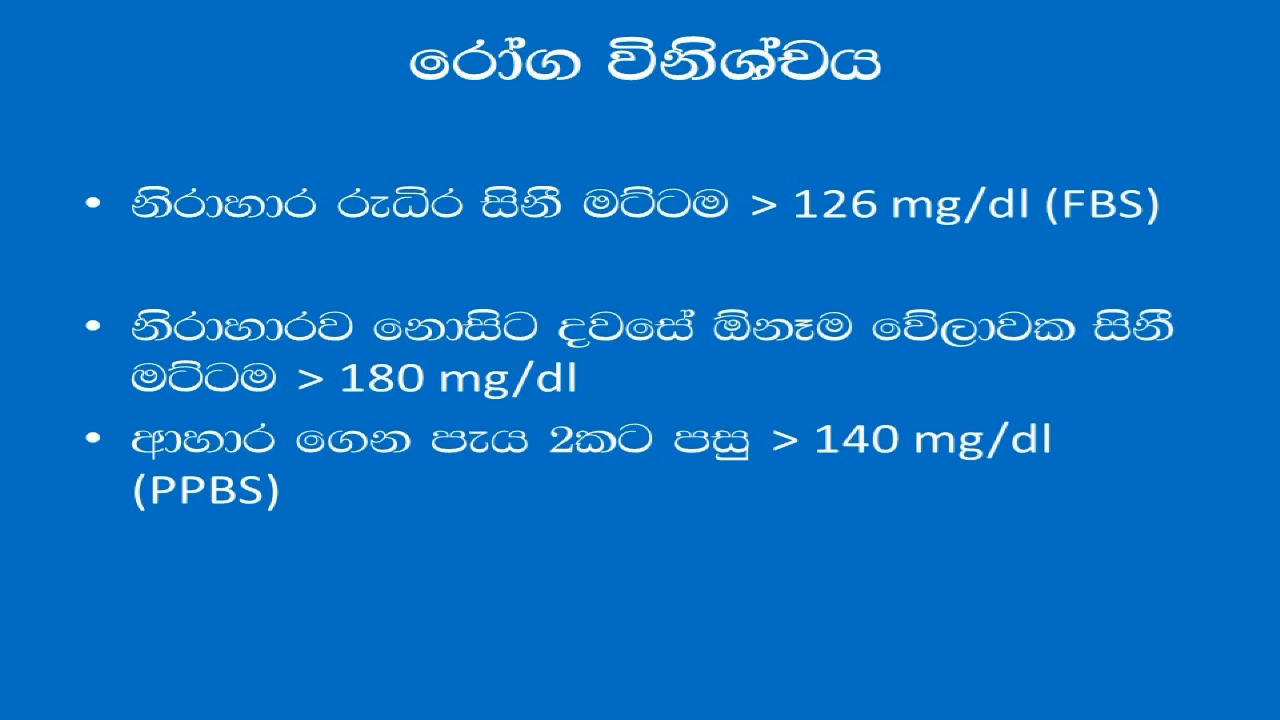 රෝග විනිශ්චය
• නිරාහාර රුධිර සිනී මට්ටම > 126 mg/dl (FBS)
• නිරාහාරව නොසිට දවසේ ඕනෑම වේලාවක සිනී
මට්ටම > 180 mg/dl
• ආහාර ගෙන පැය 2කට පසු > 140 mg/dl
(PPBS)